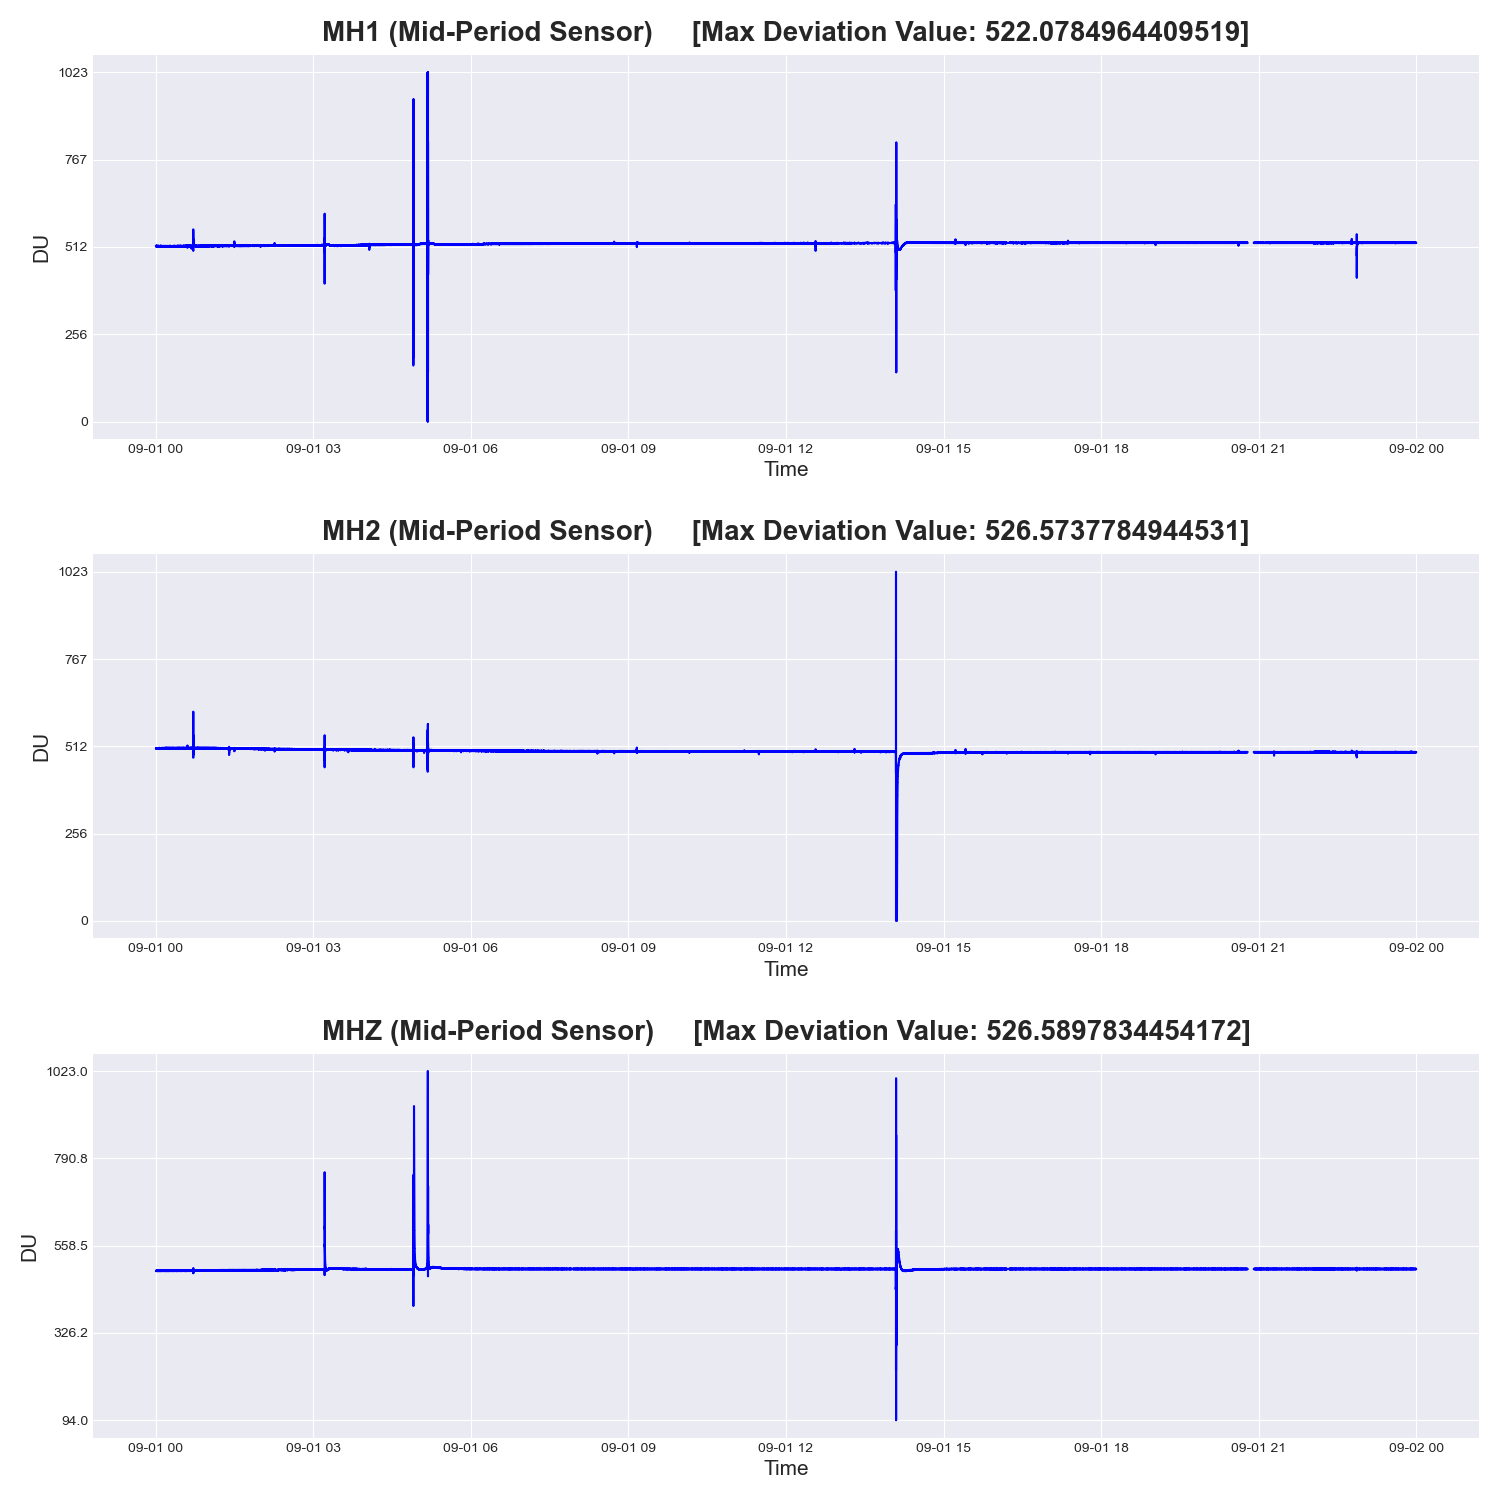 MH1 (Mid-Period Sensor) [Max Deviation Value: 522.0784964409519]
1023
767
512
256
0
DU
09-01 00 09-01 03 09-01 06 09-01 09 09-01 12 09-01 15 09-01 18 09-01 21 09-02 00
Time
MH2 (Mid-Period Sensor) [Max Deviation Value: 526.5737784944531]
1023
767
512
256
0
DU
09-01 00 09-01 03 09-01 06 09-01 09 09-01 12 09-01 15 09-01 18 09-01 21 09-02 00
Time
MHZ (Mid-Period Sensor) [Max Deviation Value: 526.5897834454172]
1023.0
790.8
558.5
326.2
94.0
DU
09-01 00 09-01 03 09-01 06 09-01 09 09-01 12 09-01 15 09-01 18 09-01 21 09-02 00
Time